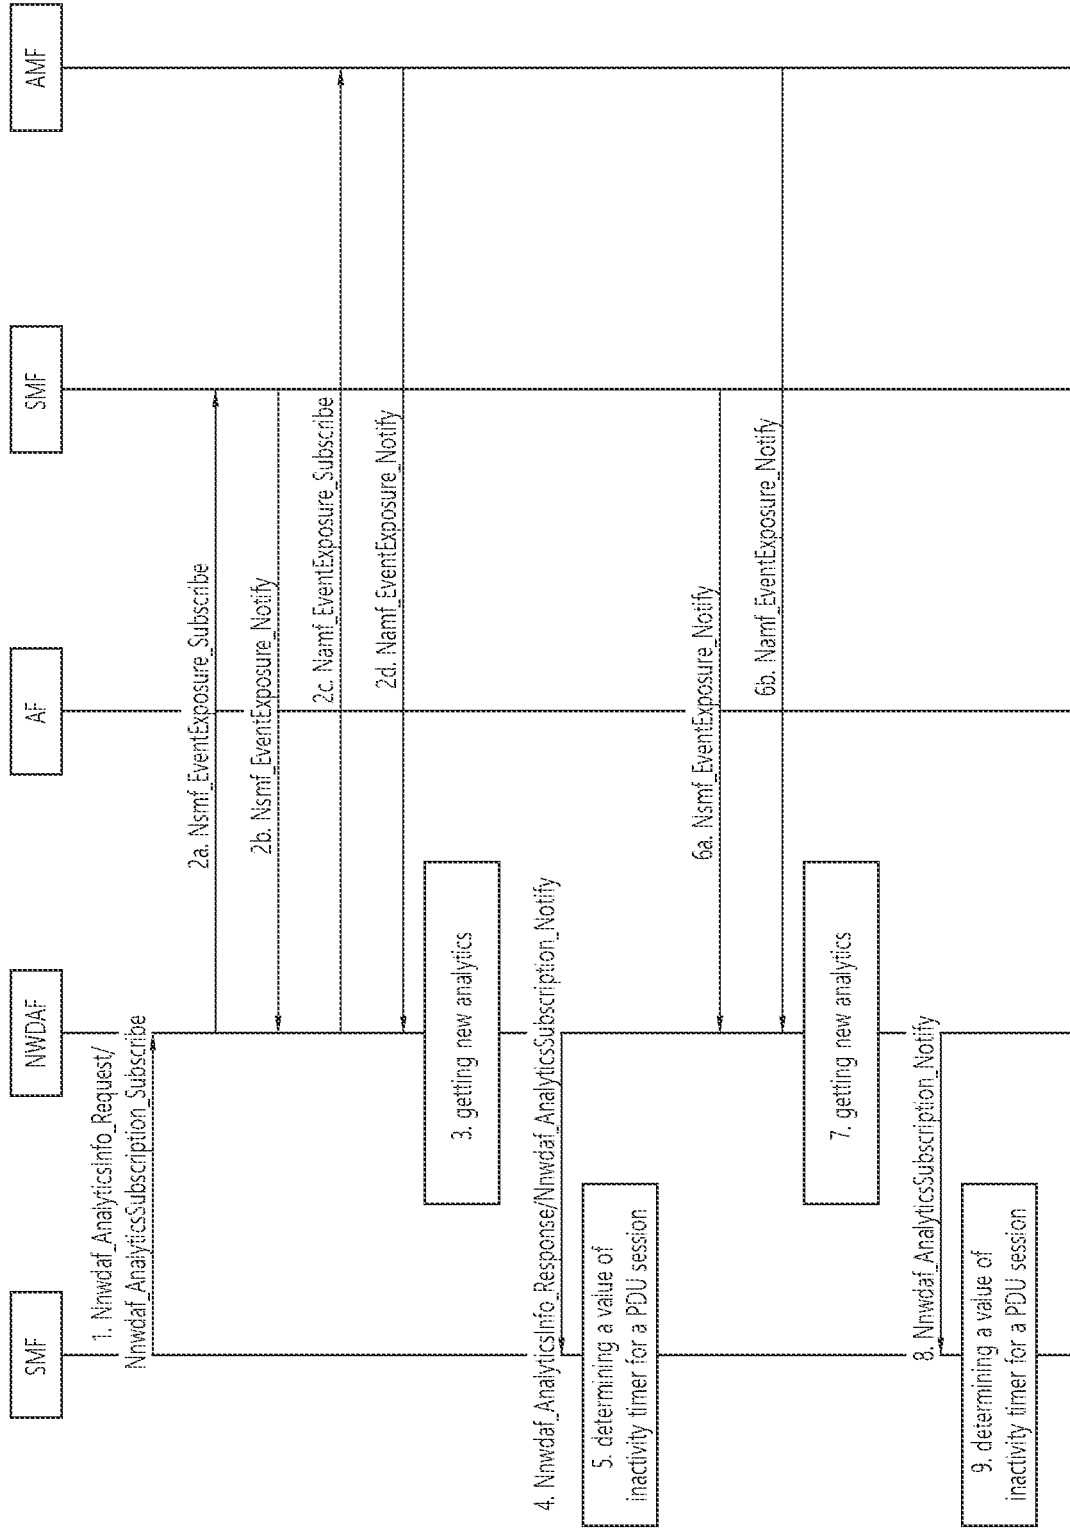 SMF
NWDAF
AF
SMF
AMF
1. Nnwdaf_AnalyticsInfo_Request/
Nnwdaf_AnalyticsSubscription_Subscribe
2a. Nsmf_EventExposure_Subscribe
2b. Nsmf_EventExposure_Notify
2c. Namf_EventExposure_Subscribe
2d. Namf_EventExposure_Notify
3. getting new analytics
4. Nnwdaf_AnalyticsInfo_Response/Nnwdaf_AnalyticsSubscription_Notify
5. determining a value of
inactivity timer for a PDU session
6a. Nsmf_EventExposure_Notify
6b. Namf_EventExposure_Notify
7. getting new analytics
8. Nnwdaf_AnalyticsSubscription_Notify
9. determining a value of
inactivity timer for a PDU session